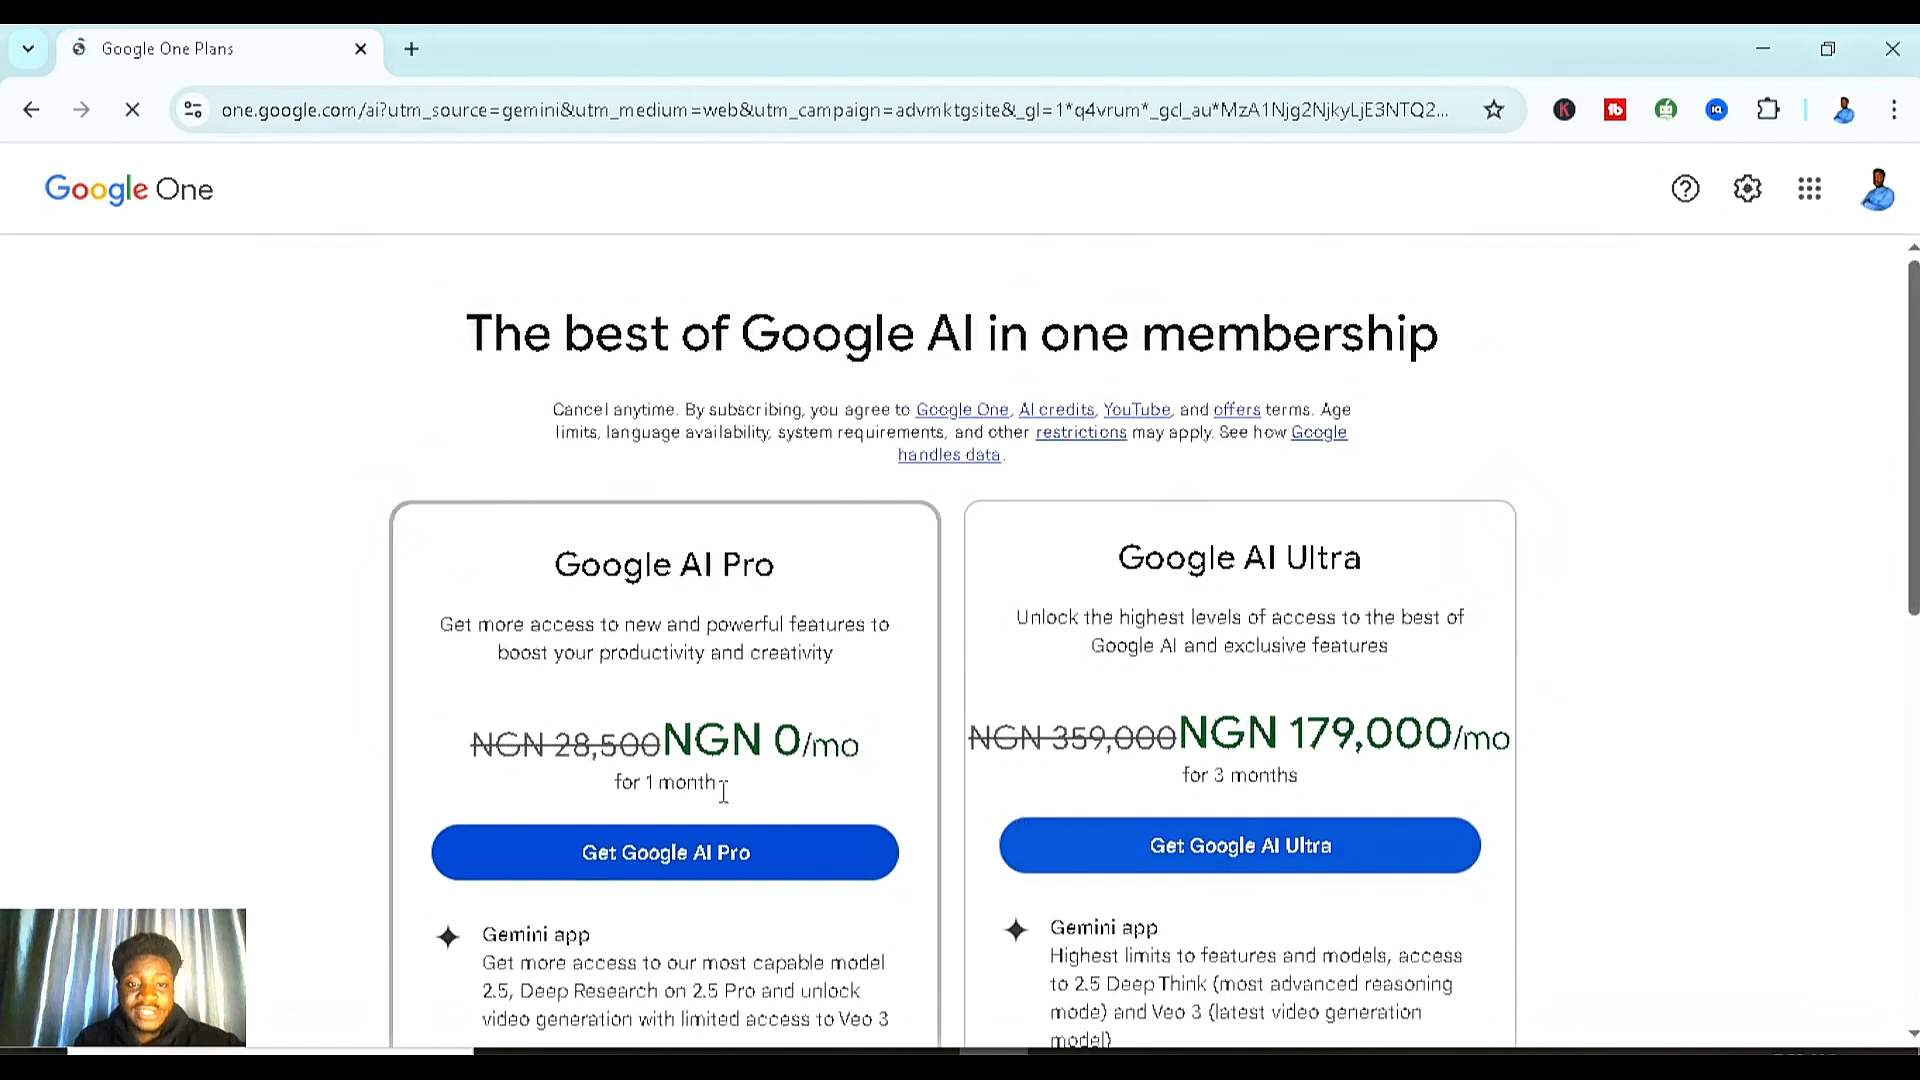 Google One Plans
one.google.com/ai?utm_source=gemini&utm_medium=web&utm_campaign=advmktgsite&_gl=1*q4vrum*_gcl_au*MzA1Njg2NjkyLjE3NTQ2...
Google One
The best of Google AI in one membership
Cancel anytime. By subscribing, you agree to Google One, AI credits, YouTube, and offers terms. Age
limits, language availability, system requirements, and other restrictions may apply. See how Google
handles data.
Google AI Pro
Get more access to new and powerful features to
boost your productivity and creativity
NGN 28,500 NGN 0/mo
for 1 month
Get Google AI Pro
Gemini app
Get more access to our most capable model
2.5, Deep Research on 2.5 Pro and unlock
video generation with limited access to Veo 3
Google AI Ultra
Unlock the highest levels of access to the best of
Google AI and exclusive features
NGN 359,000 NGN 179,000/mo
for 3 months
Get Google AI Ultra
Gemini app
Highest limits to features and models, access
to 2.5 Deep Think (most advanced reasoning
mode) and Veo 3 (latest video generation
model)